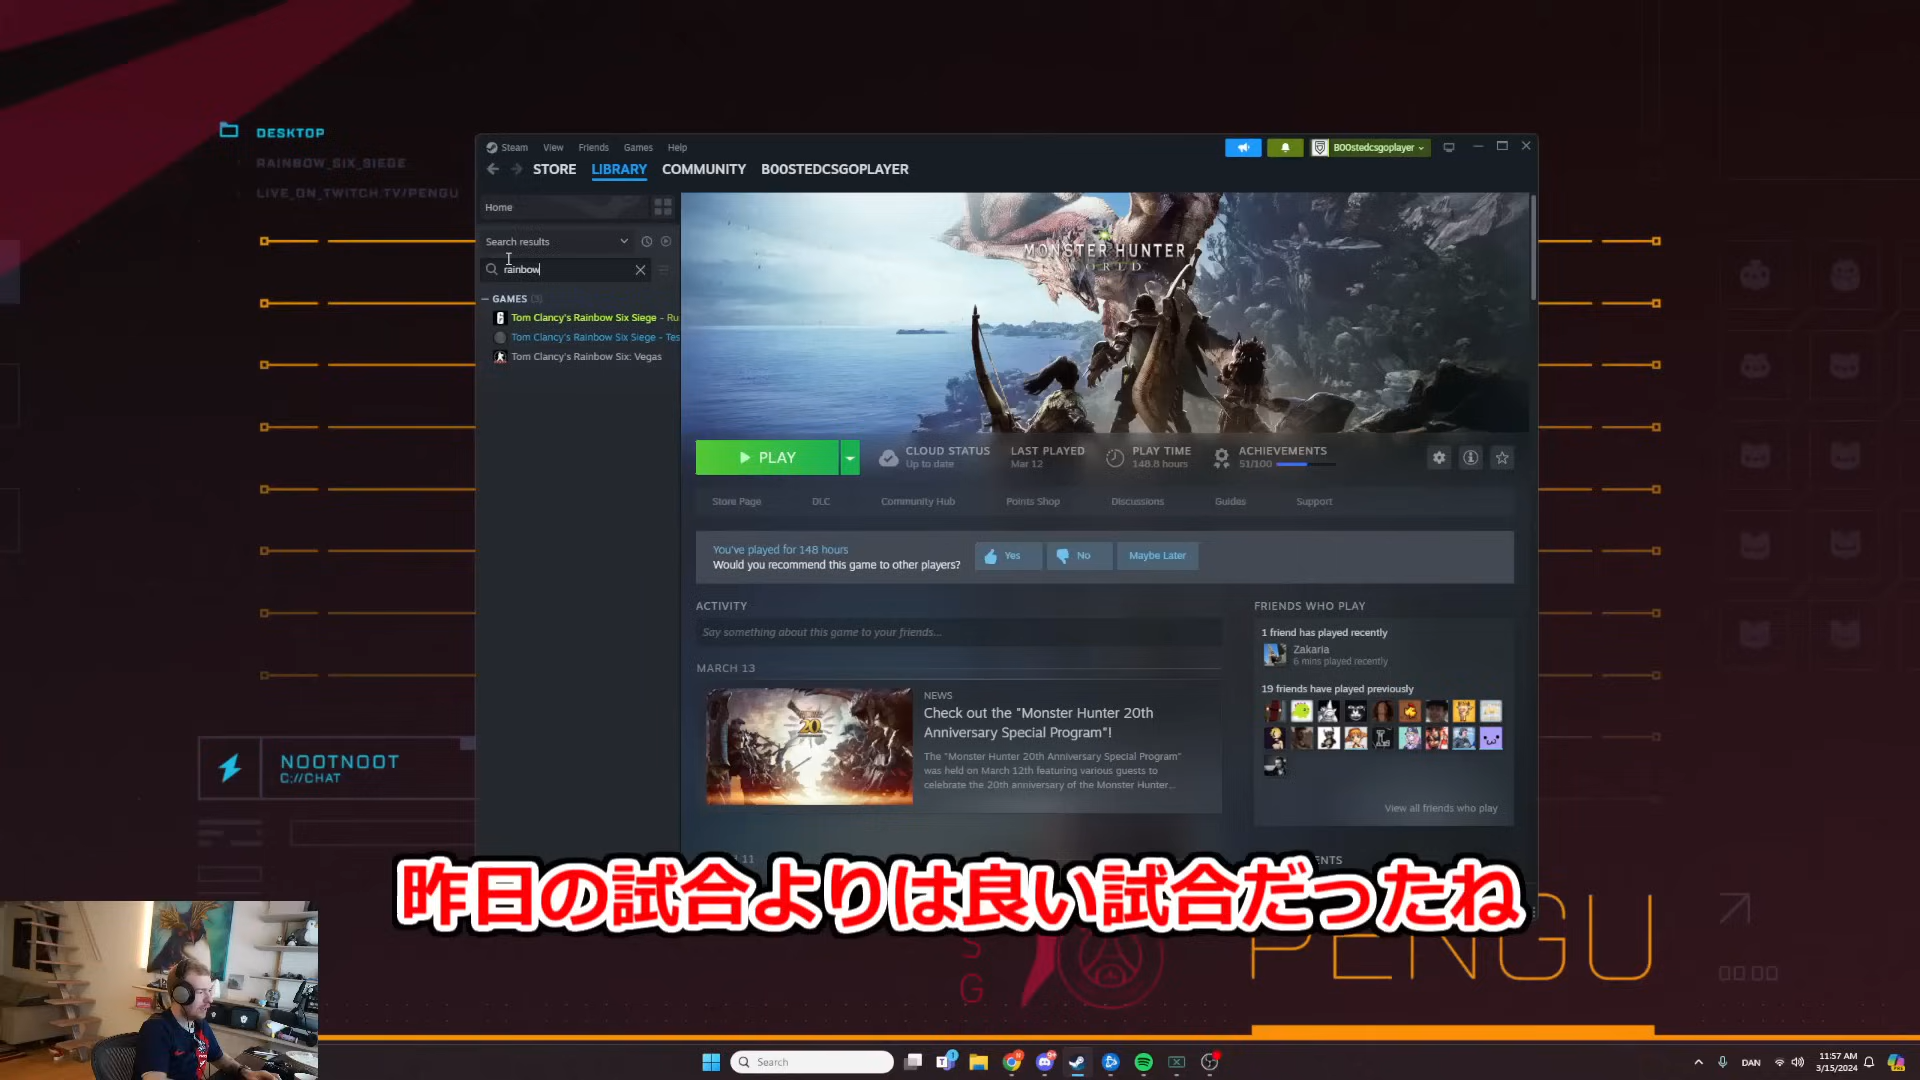 DESKTOP
RAINBOW_SIX_SIEGE
LIVE_ON_TWITCH.TV/PENGU
Steam View Friends Games Help
B00stedcsgoplayer
STORE LIBRARY COMMUNITY B00STEDCSGOPLAYER
Home
Search results
rainbow
GAMES (3)
Tom Clancy's Rainbow Six Siege - Ru
Tom Clancy's Rainbow Six Siege - Tes
Tom Clancy's Rainbow Six: Vegas
MONSTER HUNTER
WORLD
PLAY
CLOUD STATUS
Up to date
LAST PLAYED
Mar 12
PLAY TIME
148.8 hours
ACHIEVEMENTS
51/100
Store Page DLC Community Hub Points Shop Discussions Guides Support
You've played for 148 hours
Would you recommend this game to other players?
Yes No Maybe Later
ACTIVITY
Say something about this game to your friends...
MARCH 13
NEWS
Check out the "Monster Hunter 20th
Anniversary Special Program"!
The "Monster Hunter 20th Anniversary Special Program"
was held on March 12th featuring various guests to
celebrate the 20th anniversary of the Monster Hunter...
FRIENDS WHO PLAY
1 friend has played recently
Zakaria
6 mins played recently
19 friends have played previously
View all friends who play
NOOTNOOT
C://CHAT
昨日の試合よりは良い試合だったね
S
G
PENGU
Search
DAN
11:57 AM
3/15/2024